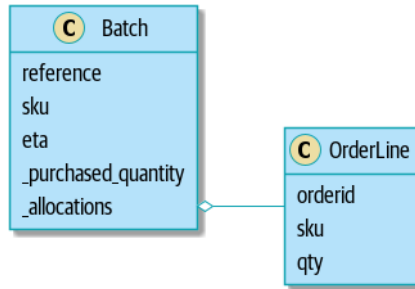 C Batch
reference
sku
eta
_purchased_quantity
_allocations
C OrderLine
orderid
sku
qty